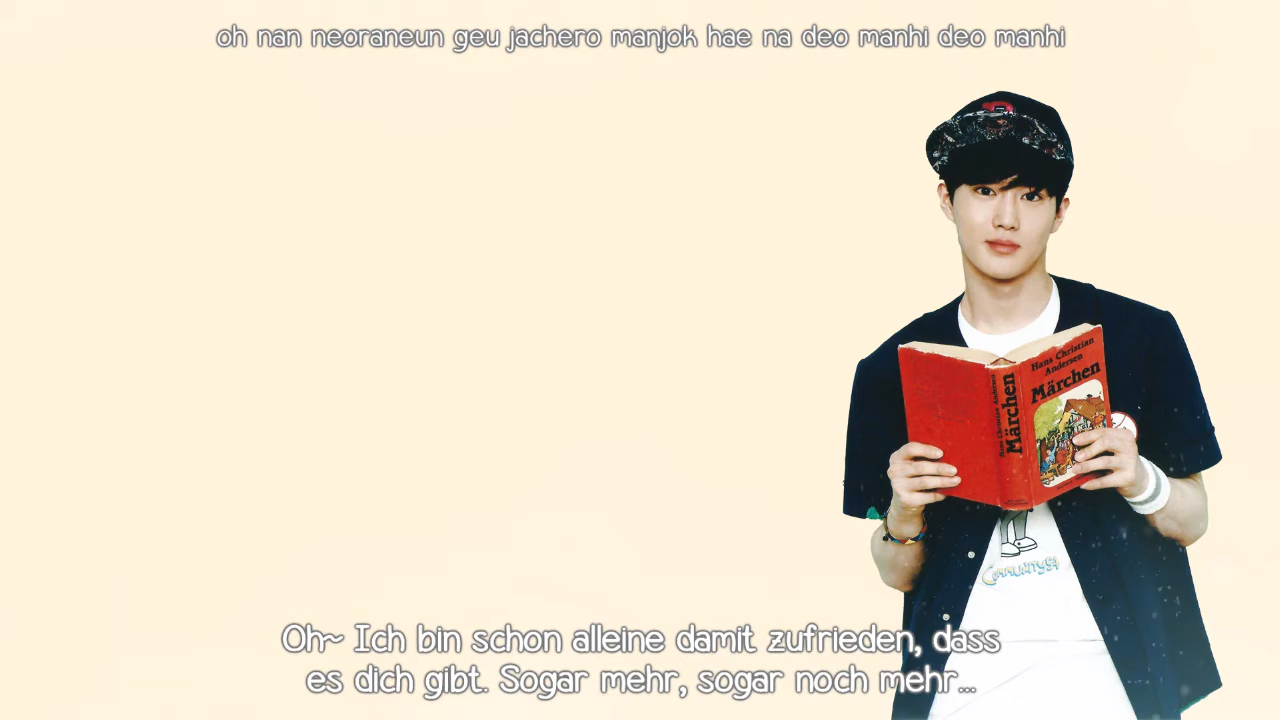 oh nan neoraneun geu jachero manjok hae na deo manhi deo manhi
Hans Christian
Andersen
Märchen
Hans Christian Andersen
Märchen
Community54
Oh~ Ich bin schon alleine damit zufrieden, dass
es dich gibt. Sogar mehr, sogar noch mehr...